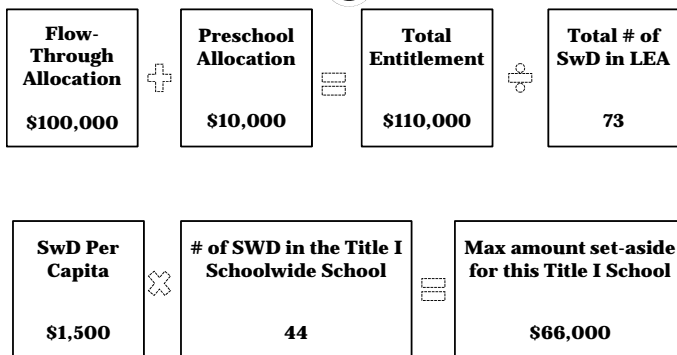 Flow-
Through
Allocation
$100,000
Preschool
Allocation
$10,000
Total
Entitlement
$110,000
Total # of
SwD in LEA
73
SwD Per
Capita
$1,500
# of SWD in the Title I
Schoolwide School
44
Max amount set-aside
for this Title I School
$66,000